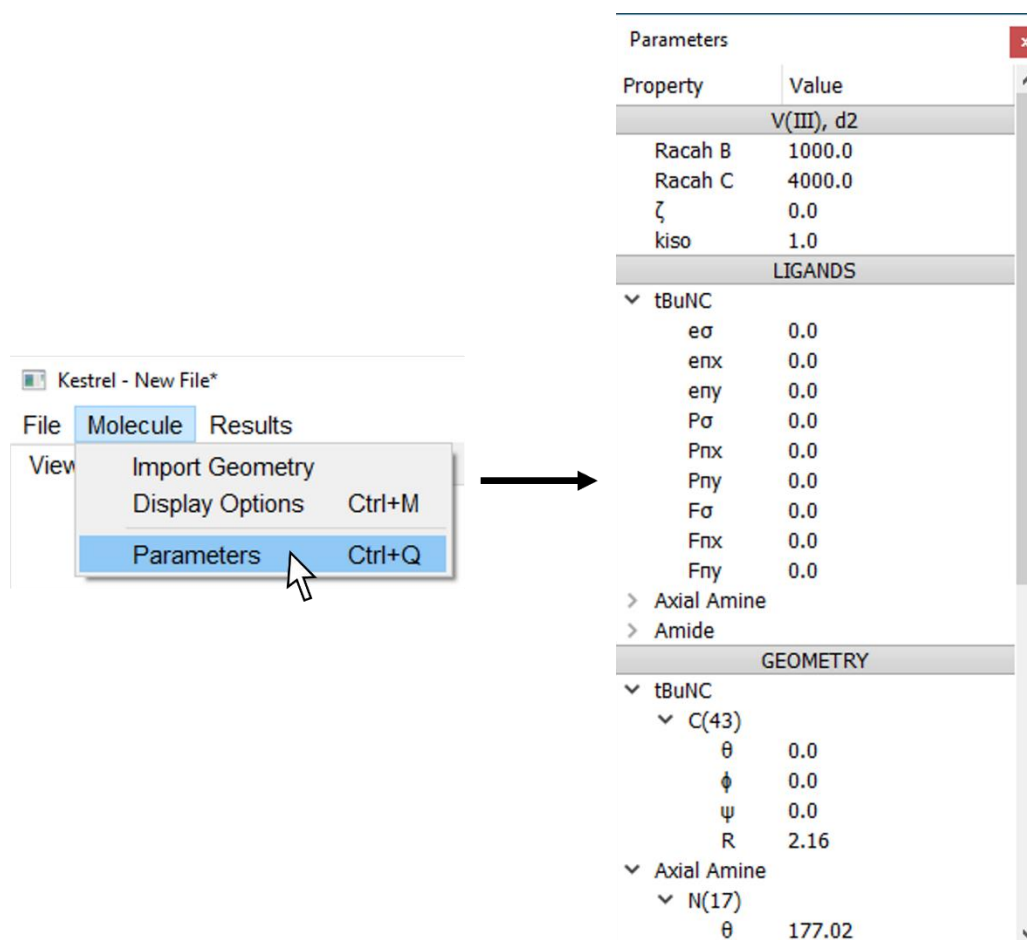 Kestrel - New File*
File Molecule Results
View
Import Geometry
Display Options Ctrl+M
Parameters Ctrl+Q
Parameters
Property Value
V(III), d2
Racah B 1000.0
Racah C 4000.0
ζ 0.0
kiso 1.0
LIGANDS
tBuNC
eσ 0.0
eπx 0.0
eπy 0.0
Pσ 0.0
Pπx 0.0
Pπy 0.0
Fσ 0.0
Fπx 0.0
Fπy 0.0
Axial Amine
Amide
GEOMETRY
tBuNC
C(43)
θ 0.0
ϕ 0.0
ψ 0.0
R 2.16
Axial Amine
N(17)
θ 177.02